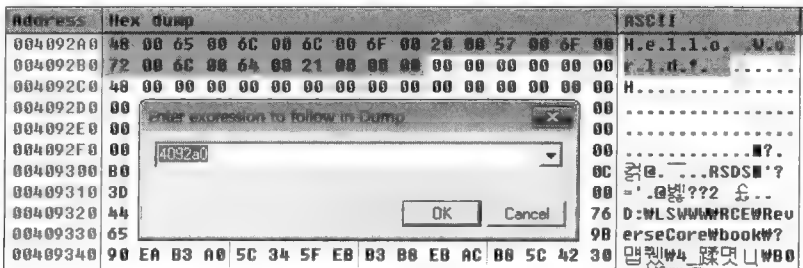 Address Hex dump ASCII
004092A0 48 00 65 00 6C 00 6C 00 6F 00 20 00 57 00 6F 00 H.e.l.l.o. .W.o
004092B0 72 00 6C 00 64 00 21 00 00 00 00 00 00 00 00 00 r.l.d.!. . . . . . .
004092C0 48 00 00 00 00 00 00 00 00 00 00 00 00 00 00 00 H. . . . . . . . . . . . . .
004092D0 00 00
Enter expression to follow in Dump
004092E0 00 00
004092F0 00 00 ?.
4092a0
00409300 B0 0C RSDS
00409310 3D 00
OK Cancel
00409320 44 76 D:₩LSWWW₩RCE₩Rev
00409330 65 9B erseCore₩book₩?
00409340 90 EA B3 A0 5C 34 5F EB B3 B8 EB AC B8 5C 42 30 ₩B0